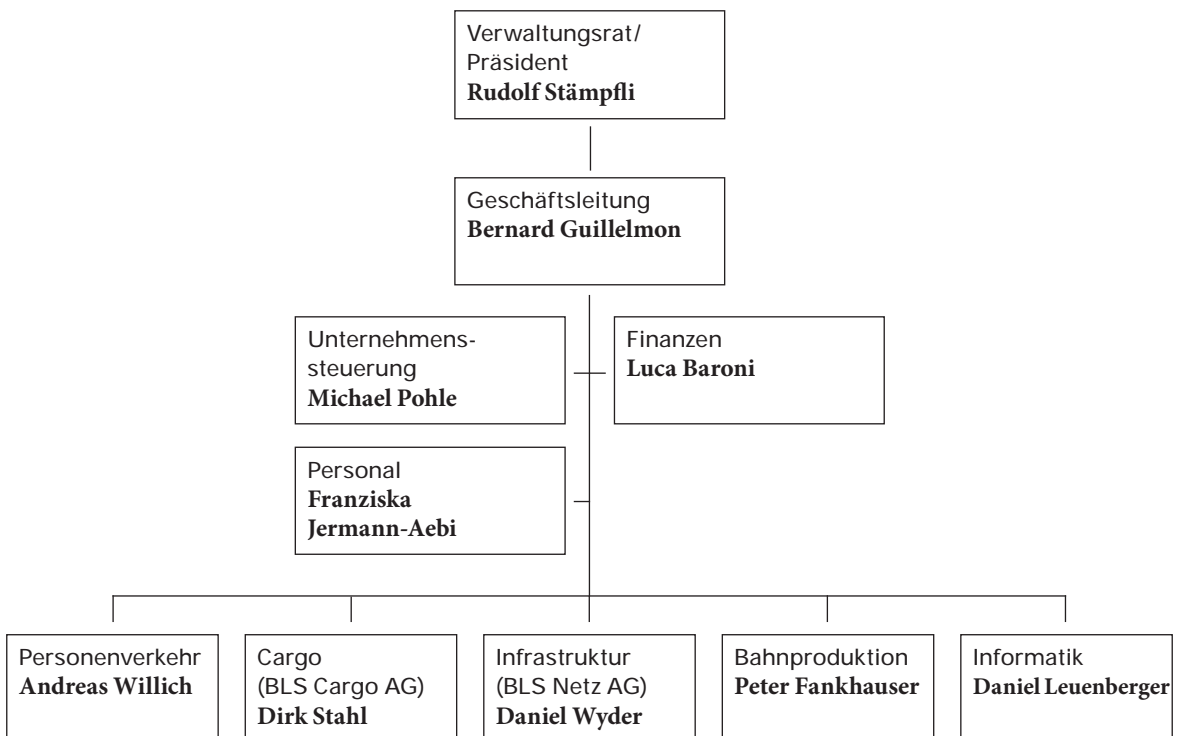 Verwaltungsrat/
Präsident
Rudolf Stämpfli
Geschäftsleitung
Bernard Guillelmon
Unternehmens-
steuerung
Michael Pohle
Finanzen
Luca Baroni
Personal
Franziska
Jermann-Aebi
Personenverkehr
Andreas Willich
Cargo
(BLS Cargo AG)
Dirk Stahl
Infrastruktur
(BLS Netz AG)
Daniel Wyder
Bahnproduktion
Peter Fankhauser
Informatik
Daniel Leuenberger